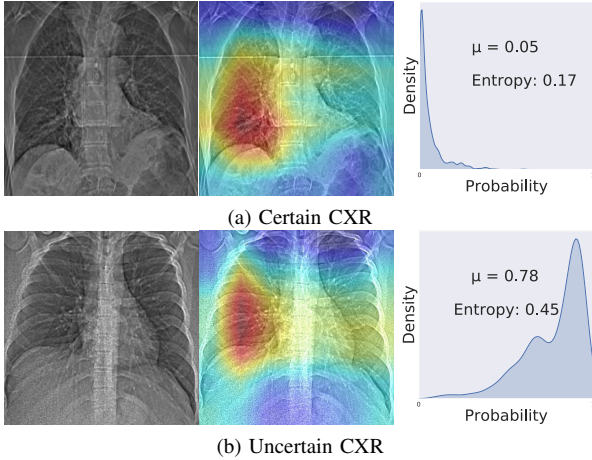 μ = 0.05
Entropy: 0.17
Density
0
Probability
(a) Certain CXR
μ = 0.78
Entropy: 0.45
Density
0
Probability
(b) Uncertain CXR